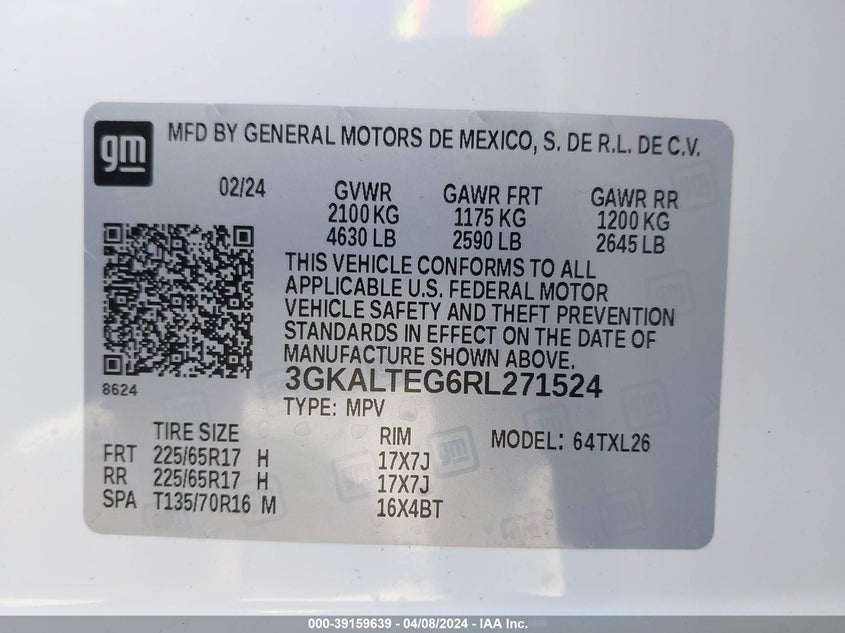 gm
MFD BY GENERAL MOTORS DE MEXICO, S. DE R.L. DE C.V.
02/24 GVWR GAWR FRT GAWR RR
2100 KG 1175 KG 1200 KG
4630 LB 2590 LB 2645 LB
THIS VEHICLE CONFORMS TO ALL
APPLICABLE U.S. FEDERAL MOTOR
VEHICLE SAFETY AND THEFT PREVENTION
STANDARDS IN EFFECT ON THE DATE OF
MANUFACTURE SHOWN ABOVE.
8624
3GKALTEG6RL271524
TYPE: MPV
TIRE SIZE RIM MODEL: 64TXL26
FRT 225/65R17 H 17X7J
RR 225/65R17 H 17X7J
SPA T135/70R16 M 16X4BT
000-39159639 - 04/08/2024 - IAA Inc.